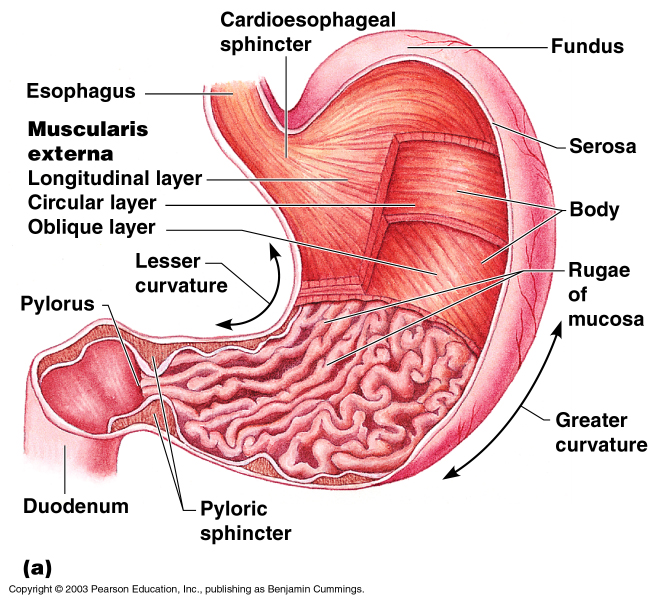 Cardioesophageal
sphincter
Fundus
Esophagus
Muscularis
externa
Serosa
Longitudinal layer
Circular layer
Body
Oblique layer
Lesser
curvature
Rugae
of
mucosa
Pylorus
Greater
curvature
Duodenum
Pyloric
sphincter
(a)
Copyright © 2003 Pearson Education, Inc., publishing as Benjamin Cummings.